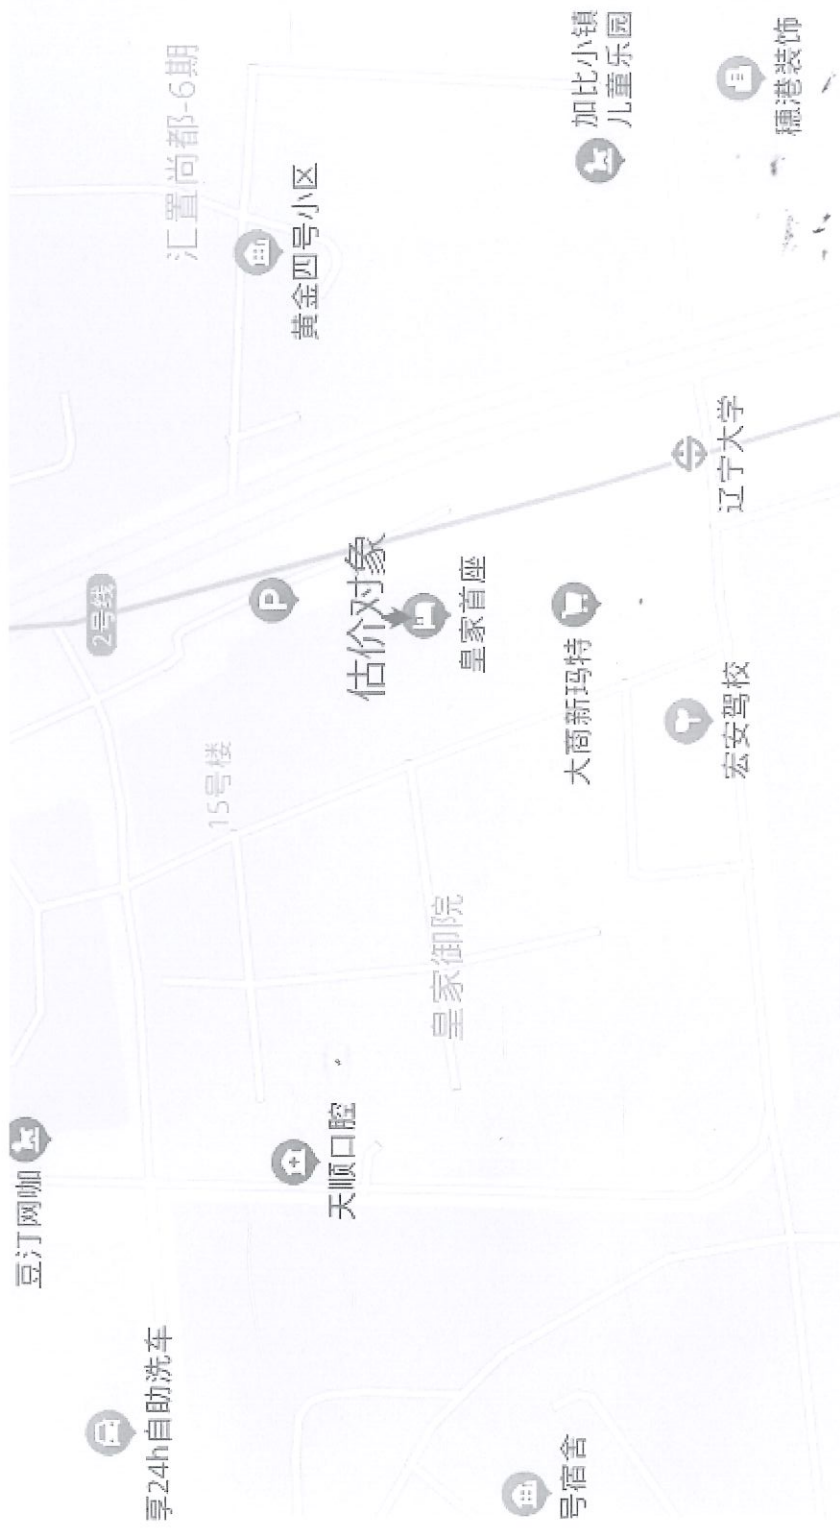 豆汀网咖
2号线
享24h自助洗车
汇置尚都-6期
15号楼
P
黄金四号小区
天顺口腔
估价对象
皇家御院
皇家首座
号宿舍
大商新玛特
加比小镇
儿童乐园
宏安驾校
辽宁大学
穗港装饰